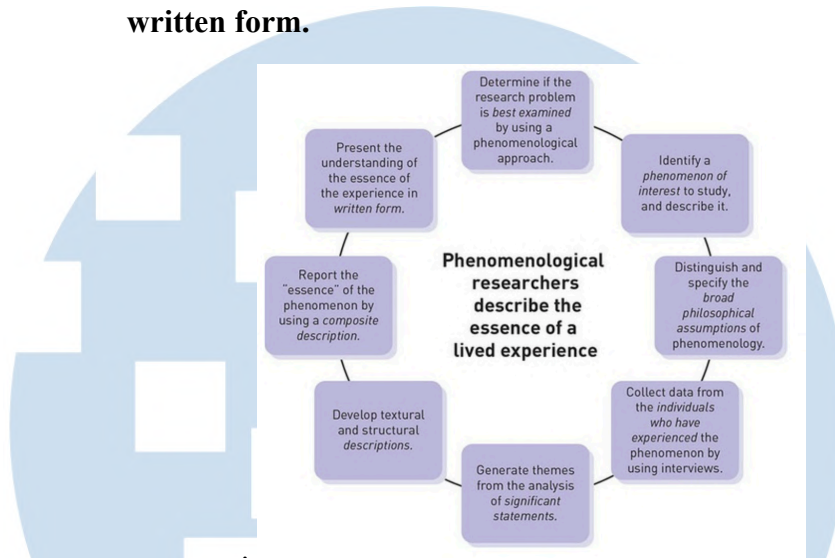 written form.
Determine if the
research problem
is best examined
by using a
phenomenological
approach.
Identify a
phenomenon of
interest to study,
and describe it.
Distinguish and
specify the
broad
philosophical
assumptions of
phenomenology.
Collect data from
the individuals
who have
experienced the
phenomenon by
using interviews.
Generate themes
from the analysis
of significant
statements.
Develop textural
and structural
descriptions.
Report the
"essence" of the
phenomenon by
using a composite
description.
Present the
understanding of
the essence of
the experience in
written form.
Phenomenological
researchers
describe the
essence of a
lived experience